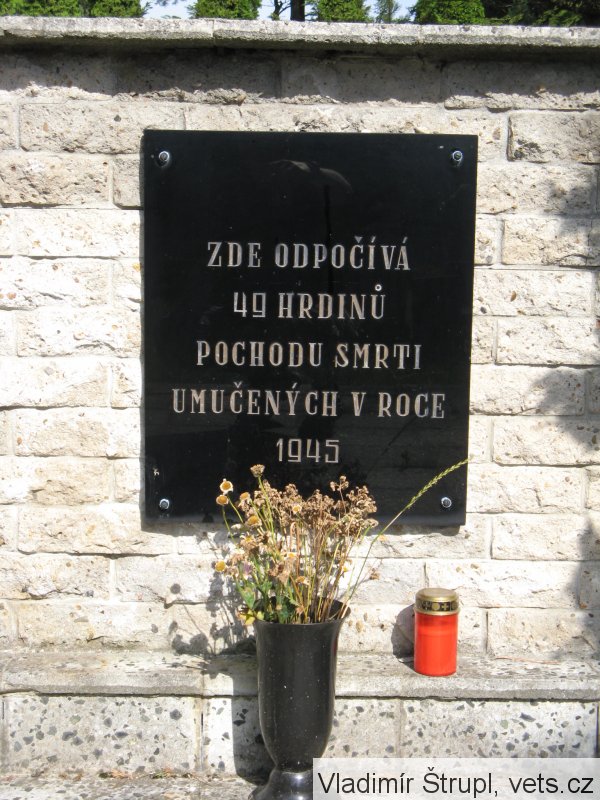 ZDE ODPOČÍVÁ
49 HRDINŮ
POCHODU SMRTI
UMUČENÝCH V ROCE
1945
Vladimír Štrupl, vets.cz